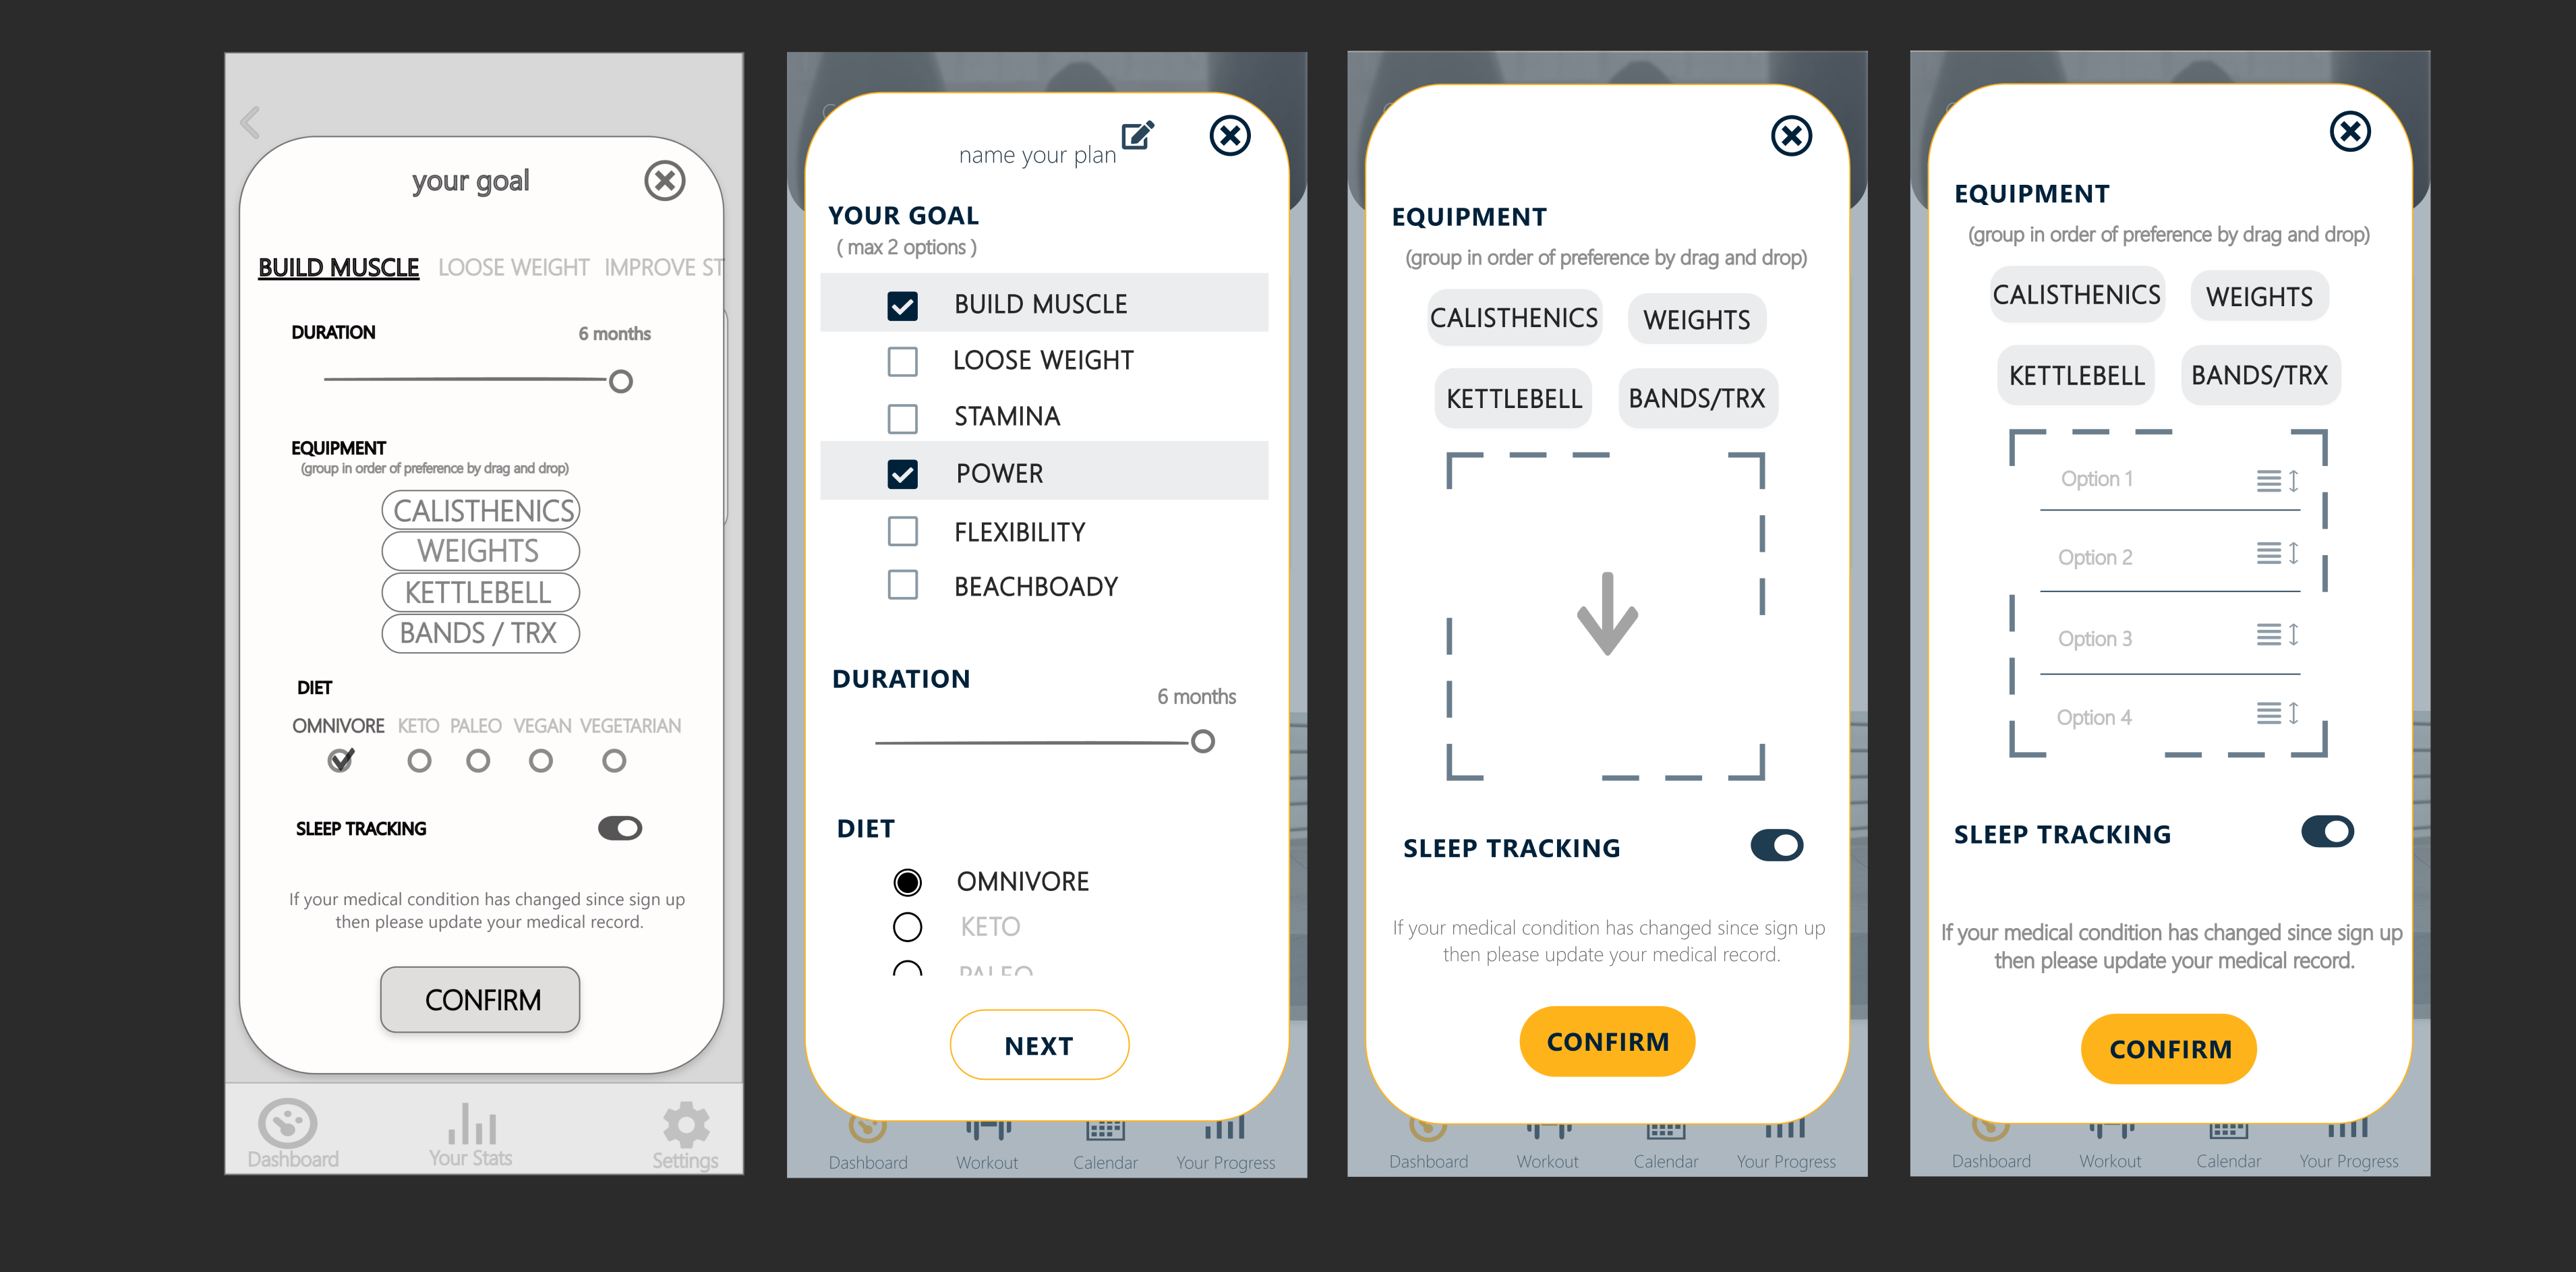 your goal
BUILD MUSCLE LOOSE WEIGHT IMPROVE ST
DURATION 6 months
EQUIPMENT
(group in order of preference by drag and drop)
CALISTHENICS
WEIGHTS
KETTLEBELL
BANDS / TRX
DIET
OMNIVORE KETO PALEO VEGAN VEGETARIAN
SLEEP TRACKING
If your medical condition has changed since sign up
then please update your medical record.
CONFIRM
Dashboard Your Stats Settings
name your plan
YOUR GOAL
( max 2 options )
BUILD MUSCLE
LOOSE WEIGHT
STAMINA
POWER
FLEXIBILITY
BEACHBOADY
DURATION
6 months
DIET
OMNIVORE
KETO
PALEO
NEXT
Dashboard Workout Calendar Your Progress
EQUIPMENT
(group in order of preference by drag and drop)
CALISTHENICS WEIGHTS
KETTLEBELL BANDS/TRX
SLEEP TRACKING
If your medical condition has changed since sign up
then please update your medical record.
CONFIRM
Dashboard Workout Calendar Your Progress
EQUIPMENT
(group in order of preference by drag and drop)
CALISTHENICS WEIGHTS
KETTLEBELL BANDS/TRX
Option 1
Option 2
Option 3
Option 4
SLEEP TRACKING
If your medical condition has changed since sign up
then please update your medical record.
CONFIRM
Dashboard Workout Calendar Your Progress